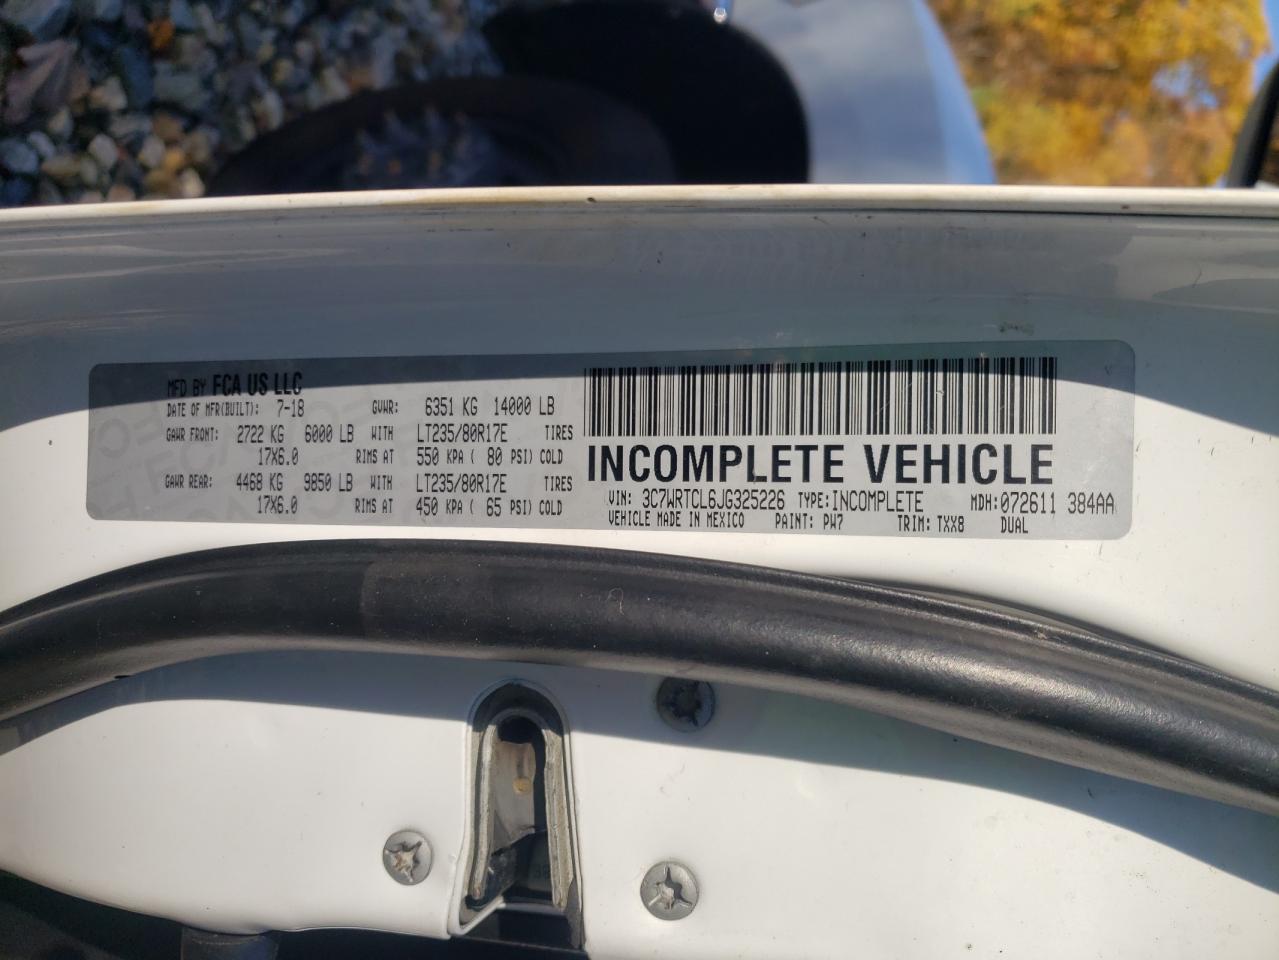 MFD BY FCA US LLC
DATE OF MFR(BUILT): 7-18 GVWR: 6351 KG 14000 LB
GAWR FRONT: 2722 KG 6000 LB WITH LT235/80R17E TIRES
17X6.0 RIMS AT 550 KPA ( 80 PSI) COLD
GAWR REAR: 4468 KG 9850 LB WITH LT235/80R17E TIRES
17X6.0 RIMS AT 450 KPA ( 65 PSI) COLD
INCOMPLETE VEHICLE
VIN: 3C7WRTCL6JG325226 TYPE:INCOMPLETE MDH:072611 384AA
VEHICLE MADE IN MEXICO PAINT: PW7 TRIM: TXX8 DUAL